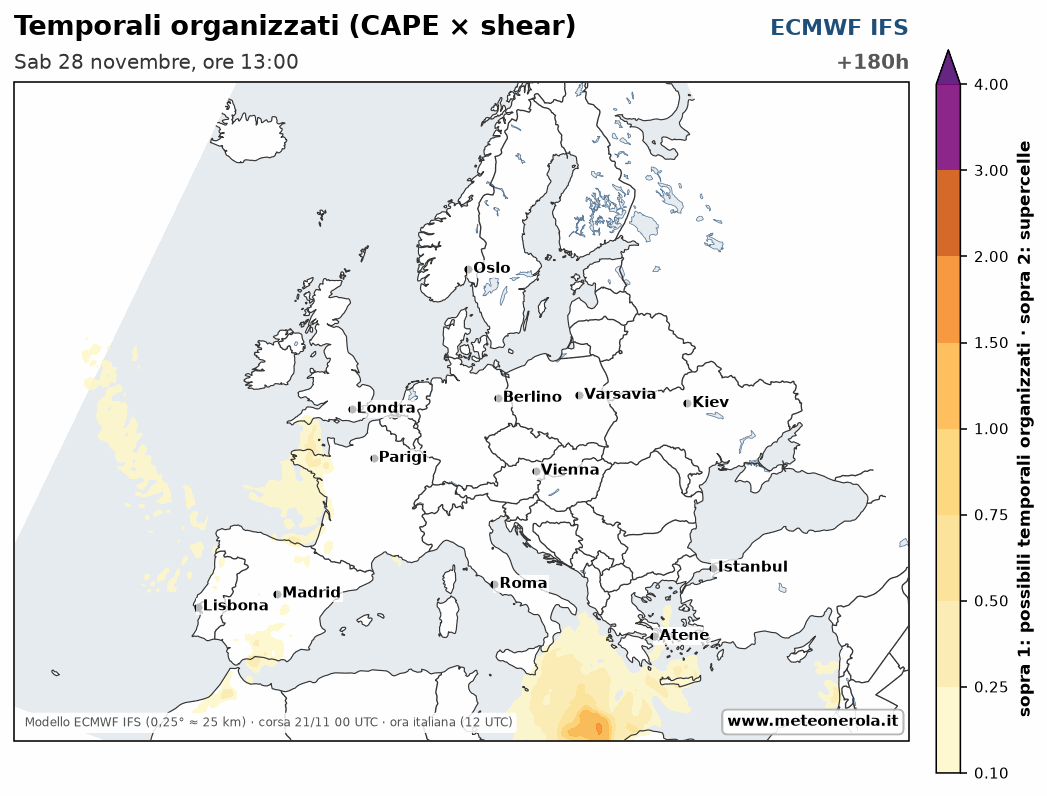 Temporali organizzati (CAPE × shear)
ECMWF IFS
Sab 28 novembre, ore 13:00
+180h
Oslo
Londra
Berlino
Varsavia
Kiev
Parigi
Vienna
Istanbul
Roma
Madrid
Lisbona
Atene
Modello ECMWF IFS (0,25° ≈ 25 km) · corsa 21/11 00 UTC · ora italiana (12 UTC)
www.meteonerola.it
4.00
3.00
2.00
1.50
1.00
0.75
0.50
0.25
0.10
sopra 1: possibili temporali organizzati · sopra 2: supercelle